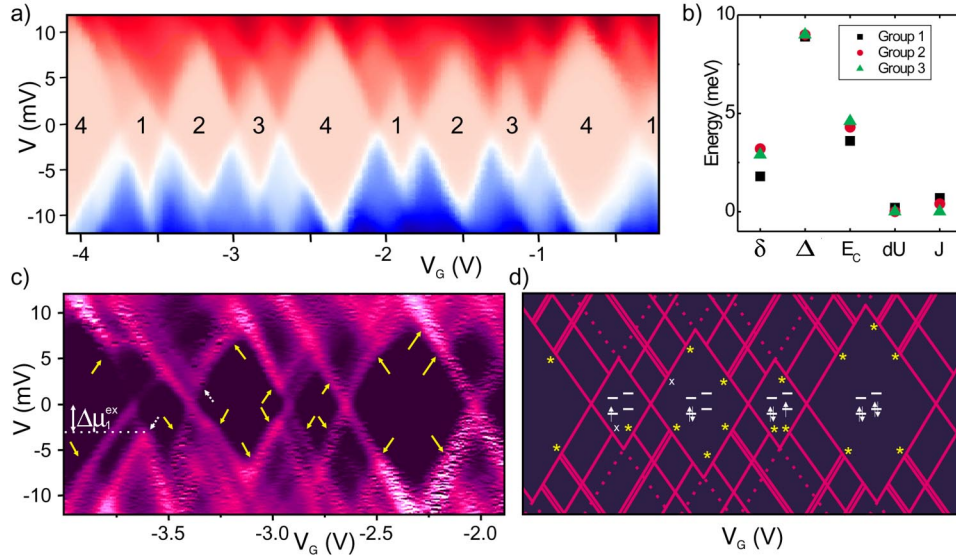 a)
10
5
0
-5
-10
V (mV)
4 1 2 3 4 1 2 3 4 1
-4 -3 -2 -1
V_G (V)
b)
10
5
0
Energy (meV)
Group 1
Group 2
Group 3
δ Δ E_C dU J
c)
10
5
0
-5
-10
V (mV)
Δμ₁^ex
-3.5 -3.0 -2.5 -2.0
V_G (V)
d)
* * * * * * * * * * * * *
x x
V_G (V)